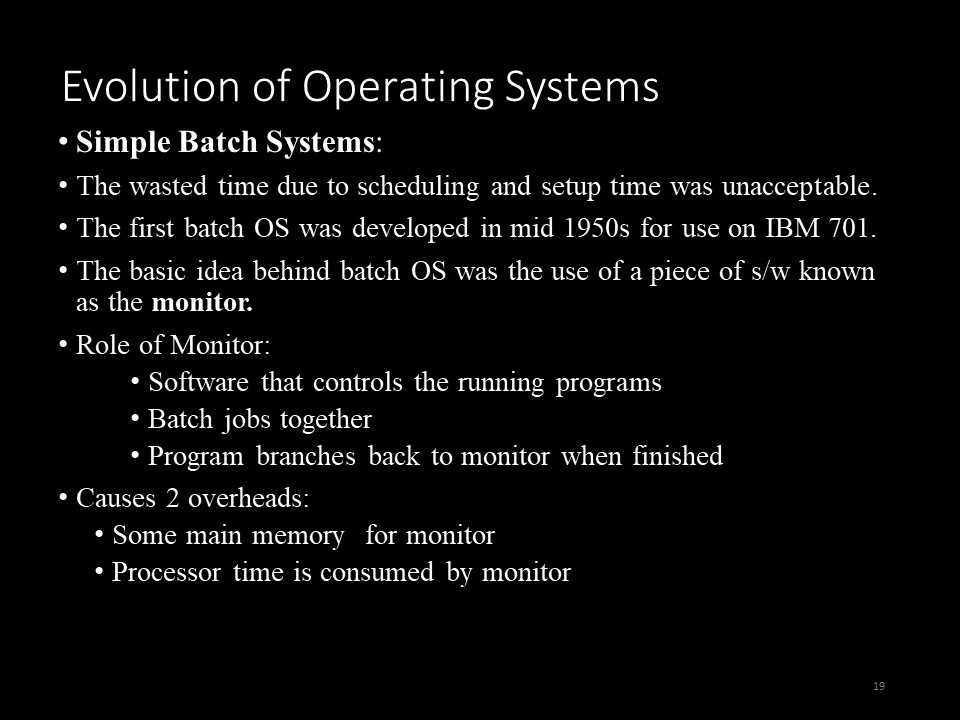 Evolution of Operating Systems
• Simple Batch Systems:
• The wasted time due to scheduling and setup time was unacceptable.
• The first batch OS was developed in mid 1950s for use on IBM 701.
• The basic idea behind batch OS was the use of a piece of s/w known
as the monitor.
• Role of Monitor:
• Software that controls the running programs
• Batch jobs together
• Program branches back to monitor when finished
• Causes 2 overheads:
• Some main memory for monitor
• Processor time is consumed by monitor
19